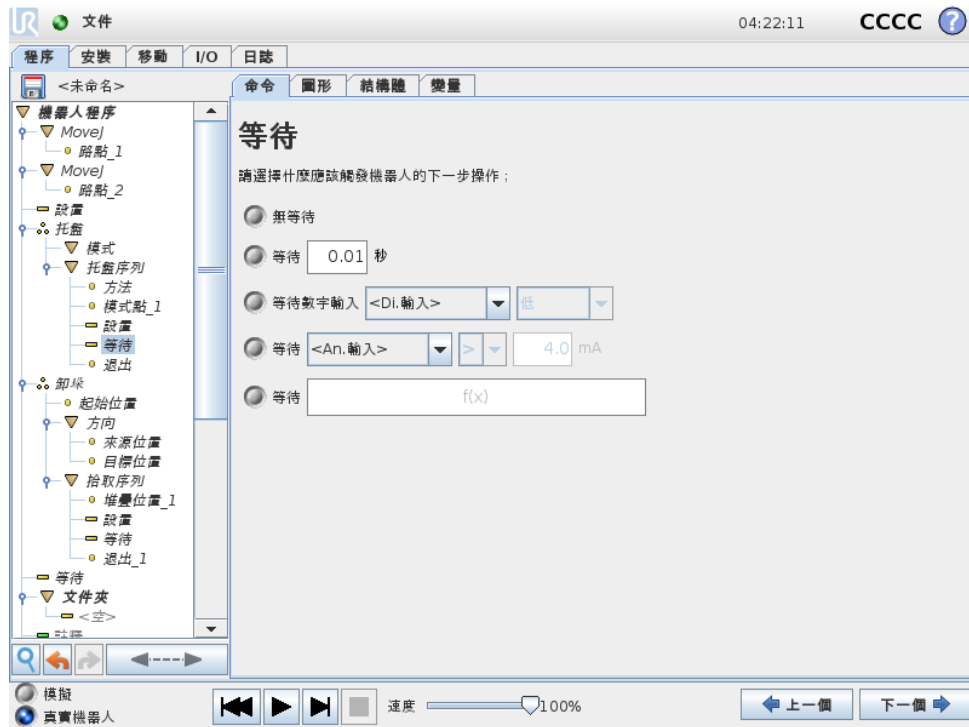 UR 文件 04:22:11 CCCC ?
程序 安裝 移動 I/O 日誌
<未命名> 命令 圖形 結構體 變量
機器人程序
MoveJ
路點_1
MoveJ
路點_2
設置
托盤
模式
托盤序列
方法
模式點_1
設置
等待
退出
卸垛
起始位置
方向
來源位置
目標位置
拾取序列
堆疊位置_1
設置
等待
退出_1
等待
文件夾
<空>
註釋
等待
請選擇什麼應該觸發機器人的下一步操作；
無等待
等待 0.01 秒
等待數字輸入 <Di.輸入> 低
等待 <An.輸入> > 4.0 mA
等待 f(x)
模擬
真實機器人
速度 100%
上一個 下一個